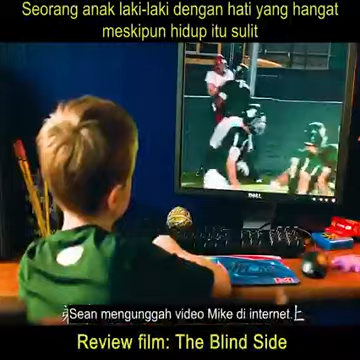 Seorang anak laki-laki dengan hati yang hangat
meskipun hidup itu sulit
DELL
Sean mengunggah video Mike di internet.
Review film: The Blind Side